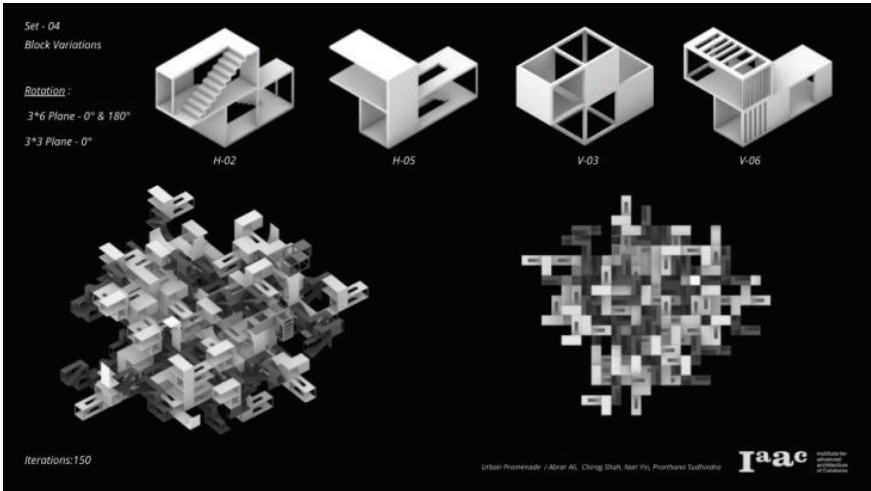 Set - 04
Block Variations
Rotation :
3*6 Plane - 0° & 180°
3*3 Plane - 0°
H-02
H-05
V-03
V-06
Iterations:150
Urban Promenade / Abrar Ali, Chirag Shah, Nan Yin, Prarthana Sudhindra
Iaac
Institute for
advanced
architecture
of Catalonia